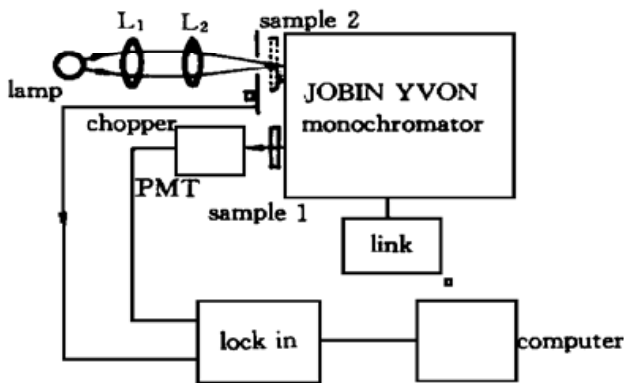 L₁ L₂ sample 2
lamp
JOBIN YVON
monochromator
chopper
PMT
sample 1
link
lock in
computer